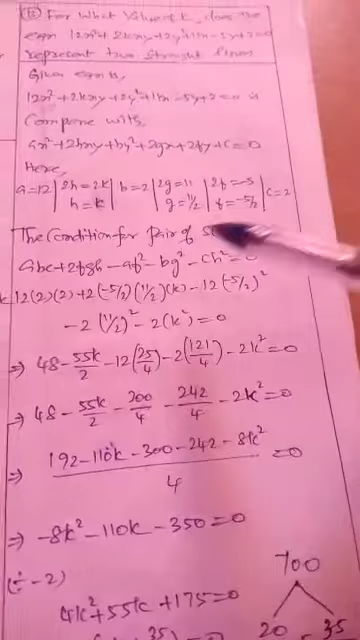 (12) For what value of k, does the
eqn 12x²+2kxy+2y²+11x-5y+2=0
represent two straight lines
Given eqn is,
12x²+2kxy+2y²+11x-5y+2=0 is
Compare with,
ax²+2hxy+by²+2gx+2fy+c=0
Here,
a=12 | 2h=2k | b=2 | 2g=11 | 2f=-5 | c=2
h=k g=11/2 f=-5/2
The Condition for pair of
abc+2fgh-af²-bg²-ch²=0
12(2)(2)+2(-5/2)(11/2)(k)-12(-5/2)²
-2(11/2)²-2(k²)=0
⇒ 48-55k/2-12(25/4)-2(121/4)-2k²=0
⇒ 48-55k/2-300/4-242/4-2k²=0
⇒ 192-110k-300-242-8k²/4=0
⇒ -8k²-110k-350=0
(÷-2)
700
4k²+55k+175=0
20 35